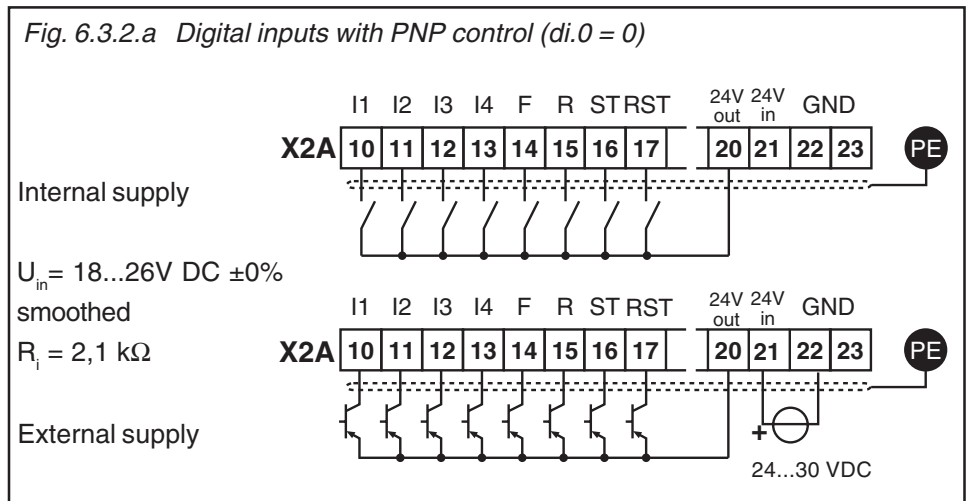 Fig. 6.3.2.a Digital inputs with PNP control (di.0 = 0)
I1 I2 I3 I4 F R ST RST 24V out 24V in GND
X2A 10 11 12 13 14 15 16 17 20 21 22 23 PE
Internal supply
Uin= 18...26V DC ±0%
smoothed
Ri = 2,1 kΩ
I1 I2 I3 I4 F R ST RST 24V out 24V in GND
X2A 10 11 12 13 14 15 16 17 20 21 22 23 PE
External supply
+
24...30 VDC